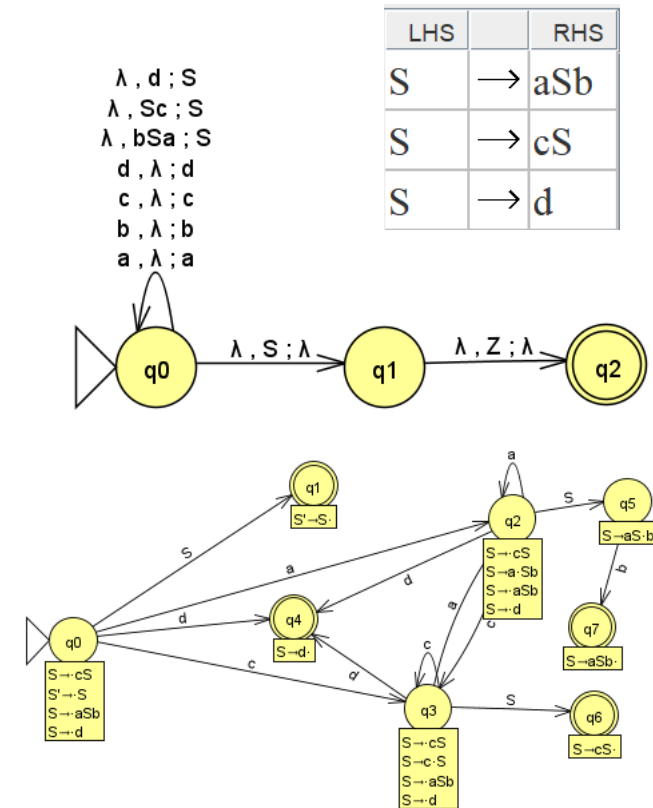 LHS RHS
S → aSb
S → cS
S → d
λ , d ; S
λ , Sc ; S
λ , bSa ; S
d , λ ; d
c , λ ; c
b , λ ; b
a , λ ; a
q0 λ , S ; λ q1 λ , Z ; λ q2
a
q1
S'→S·
S
q2
S→·cS
S→a·Sb
S→·aSb
S→·d
S
q5
S→aS·b
a
d
b
q0
S→·cS
S'→·S
S→·aSb
S→·d
d
q4
S→d·
a
c
q7
S→aSb·
c
d
c
q3
S→·cS
S→c·S
S→·aSb
S→·d
S
q6
S→cS·